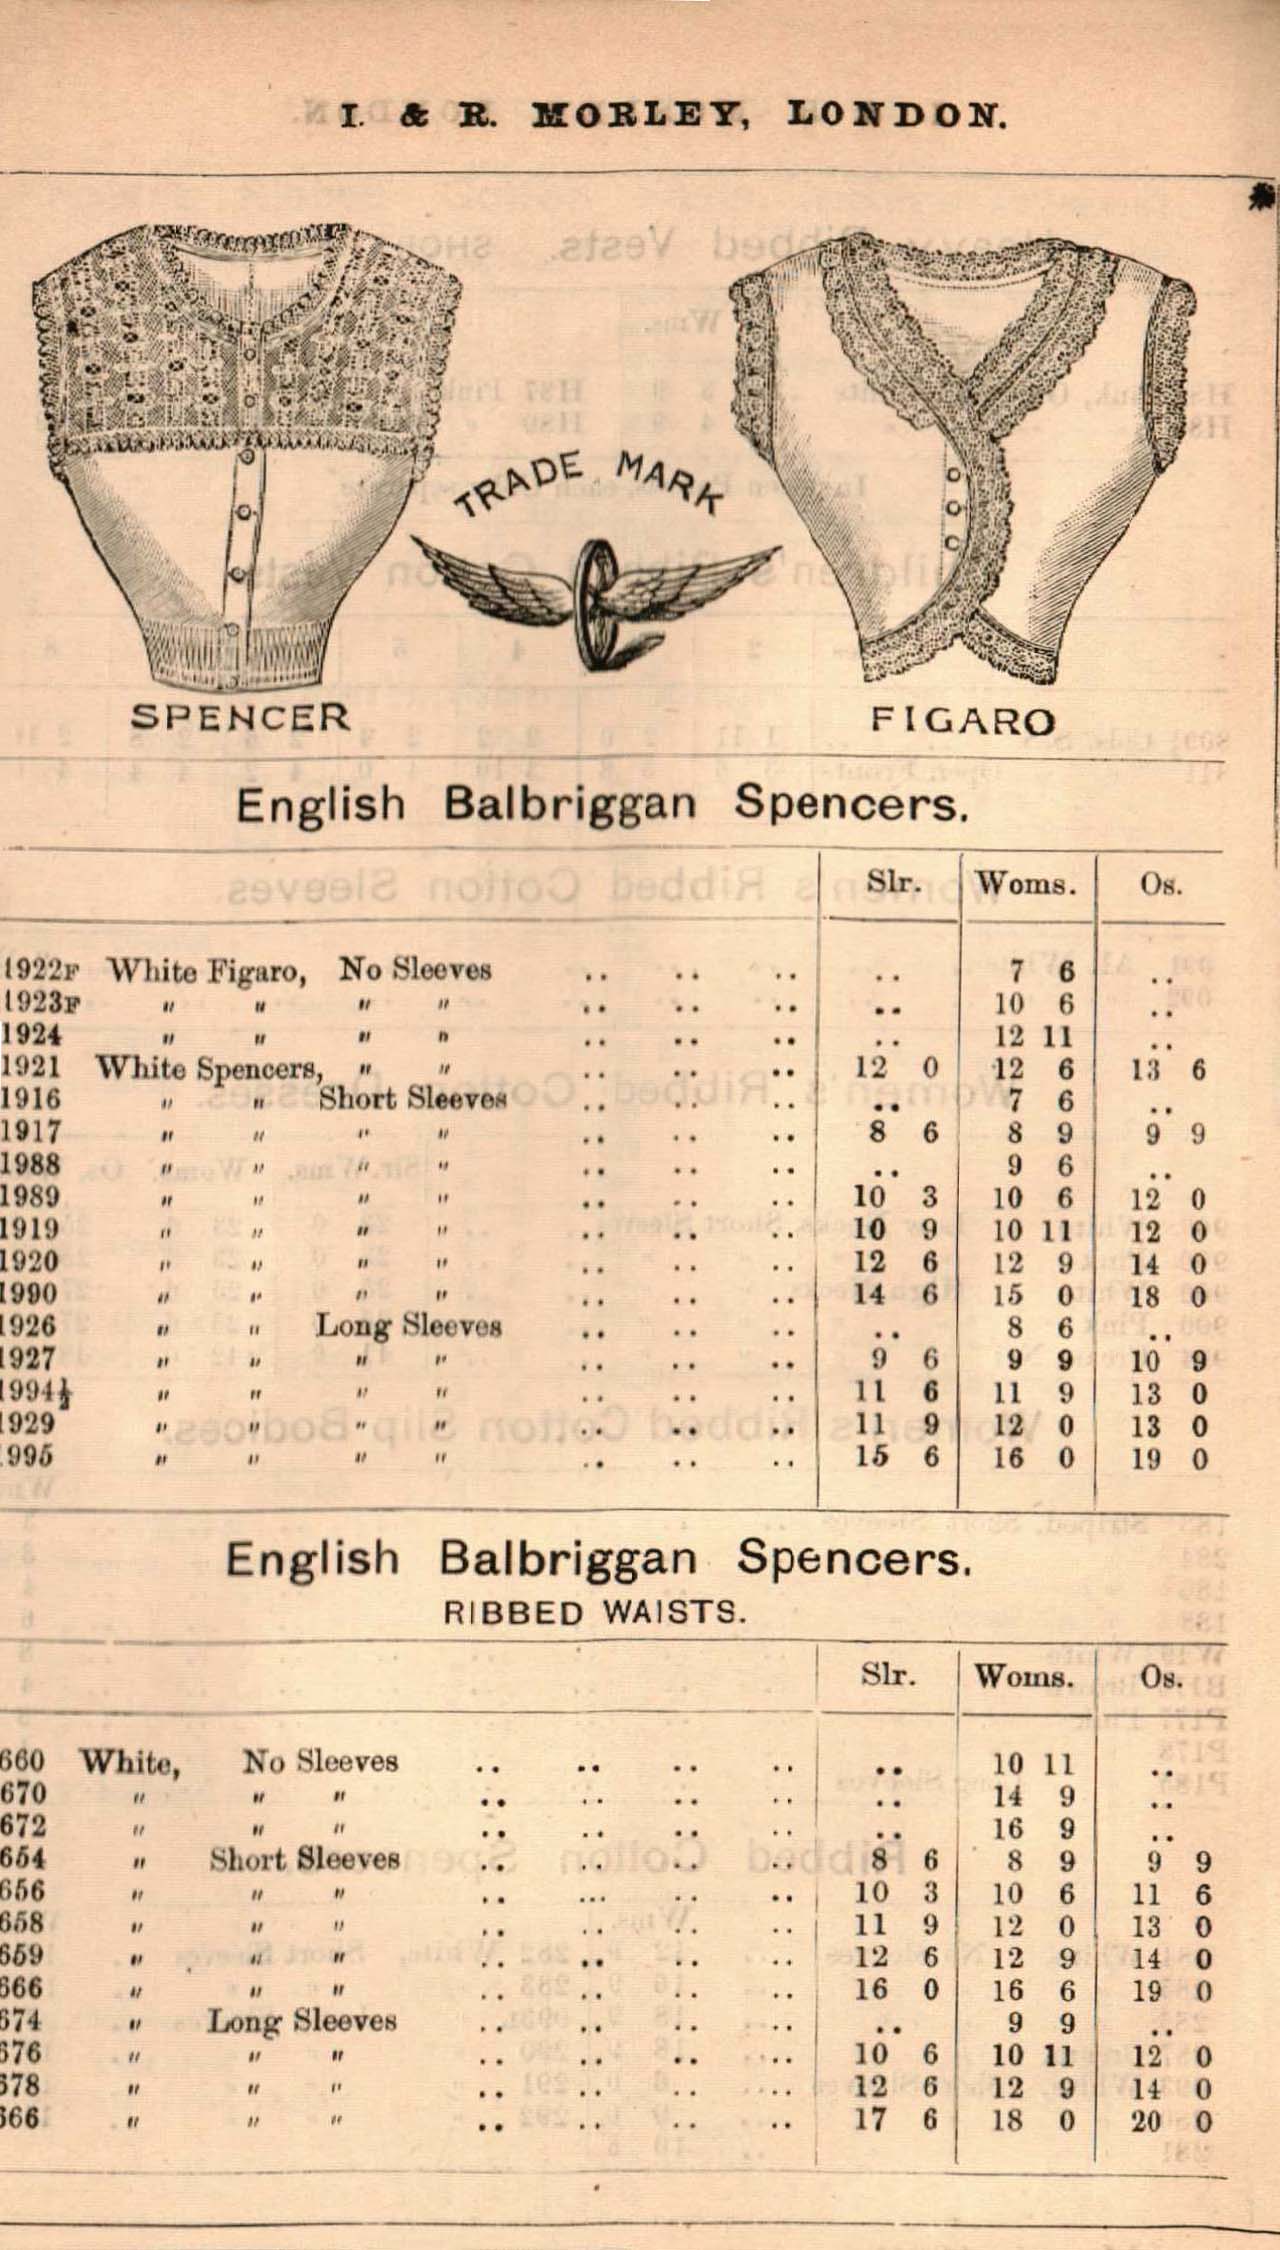 I. & R. MORLEY, LONDON.
TRADE MARK
SPENCER
FIGARO
English Balbriggan Spencers.
Slr. Woms. Os.
1922F White Figaro, No Sleeves .. .. .. .. 7 6 ..
1923F " " " " .. .. .. .. 10 6 ..
1924 " " " " .. .. .. .. 12 11 ..
1921 White Spencers, " " .. .. .. 12 0 12 6 13 6
1916 " " Short Sleeves .. .. .. .. 7 6 ..
1917 " " " " .. .. .. 8 6 8 9 9 9
1988 " " " " .. .. .. .. 9 6 ..
1989 " " " " .. .. .. 10 3 10 6 12 0
1919 " " " " .. .. .. 10 9 10 11 12 0
1920 " " " " .. .. .. 12 6 12 9 14 0
1990 " " " " .. .. .. 14 6 15 0 18 0
1926 " " Long Sleeves .. .. .. .. 8 6 ..
1927 " " " " .. .. .. 9 6 9 9 10 9
1994½ " " " " .. .. .. 11 6 11 9 13 0
1929 " " " " .. .. .. 11 9 12 0 13 0
1995 " " " " .. .. .. 15 6 16 0 19 0
English Balbriggan Spencers.
RIBBED WAISTS.
Slr. Woms. Os.
660 White, No Sleeves .. .. .. .. .. 10 11 ..
670 " " " .. .. .. .. .. 14 9 ..
672 " " " .. .. .. .. .. 16 9 ..
654 " Short Sleeves .. .. .. .. 8 6 8 9 9 9
656 " " " .. ... .. .. 10 3 10 6 11 6
658 " " " .. .. .. .. 11 9 12 0 13 0
659 " " " .. .. .. .. 12 6 12 9 14 0
666 " " " .. .. .. .. 16 0 16 6 19 0
674 " Long Sleeves .. .. .. .. .. 9 9 ..
676 " " " .. .. .. .. 10 6 10 11 12 0
678 " " " .. .. .. .. 12 6 12 9 14 0
666 " " " .. .. .. .. 17 6 18 0 20 0